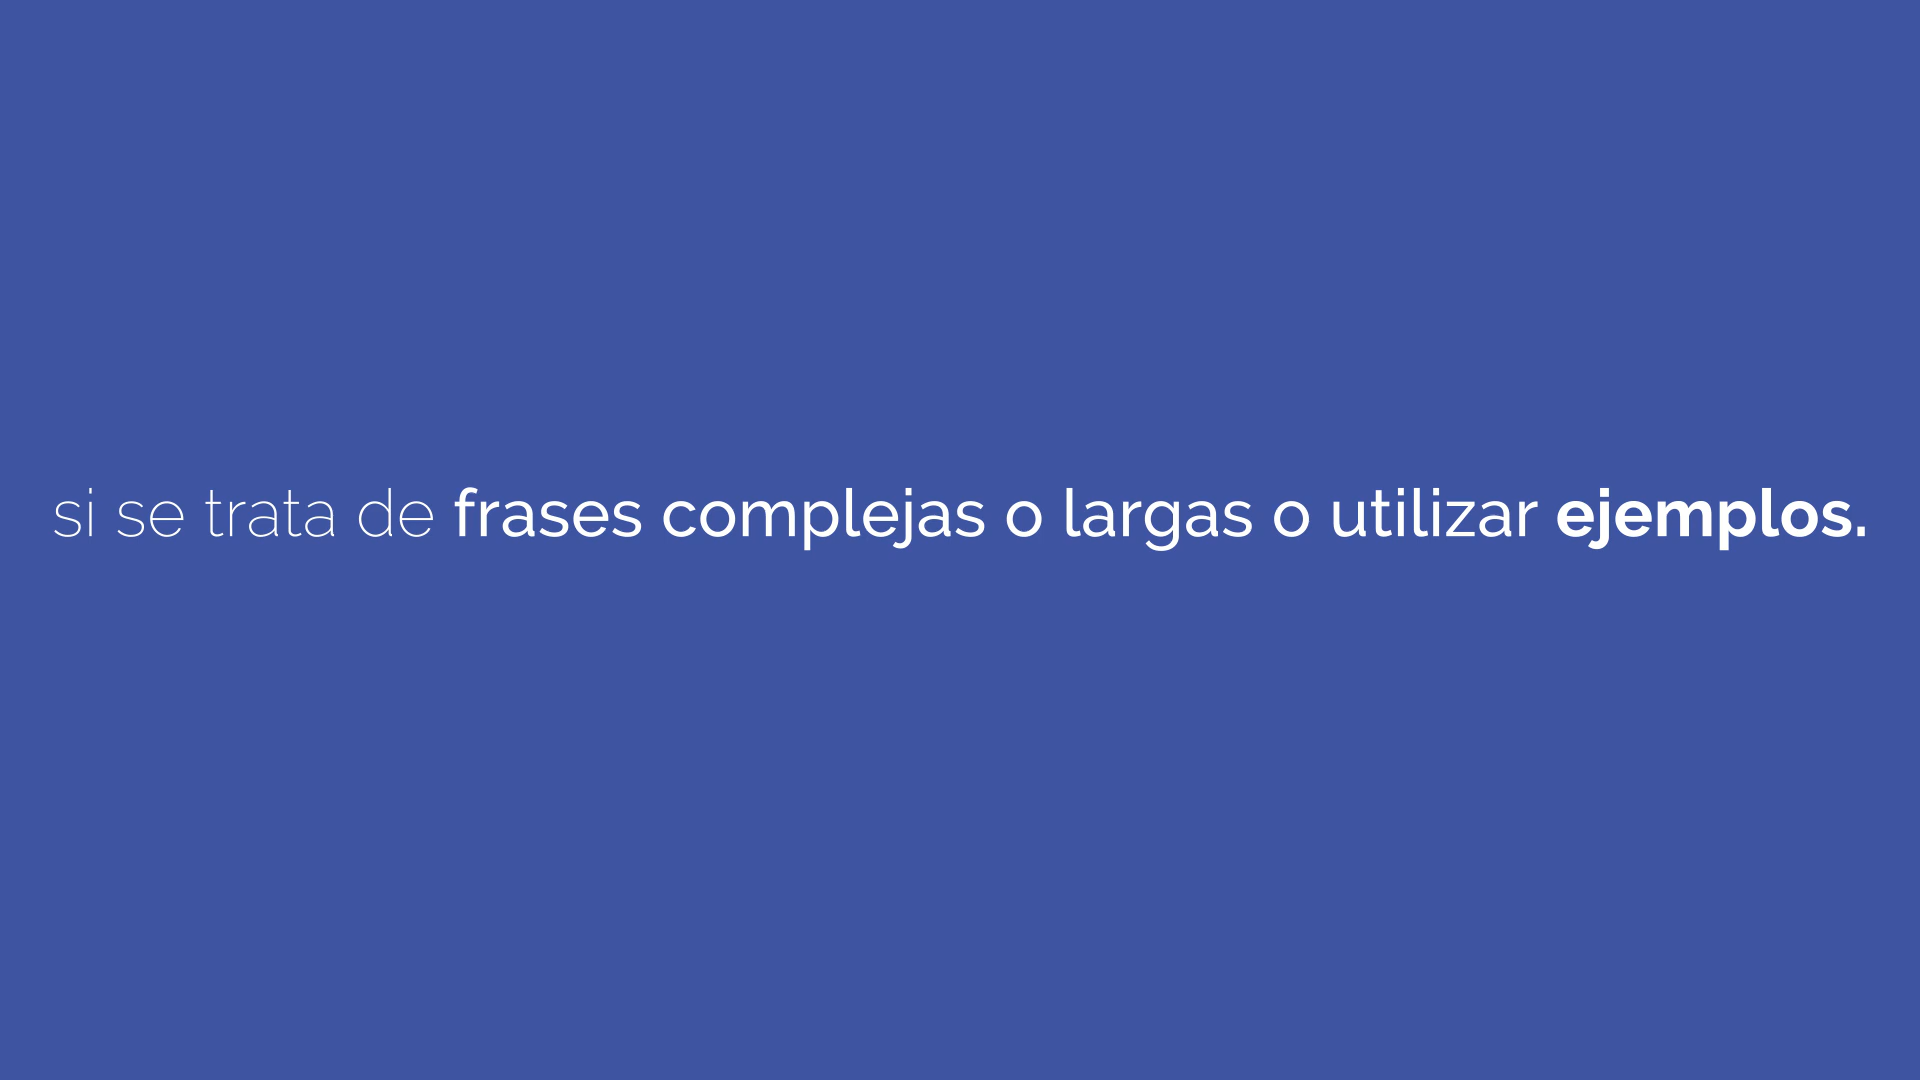 si se trata de frases complejas o largas o utilizar ejemplos.